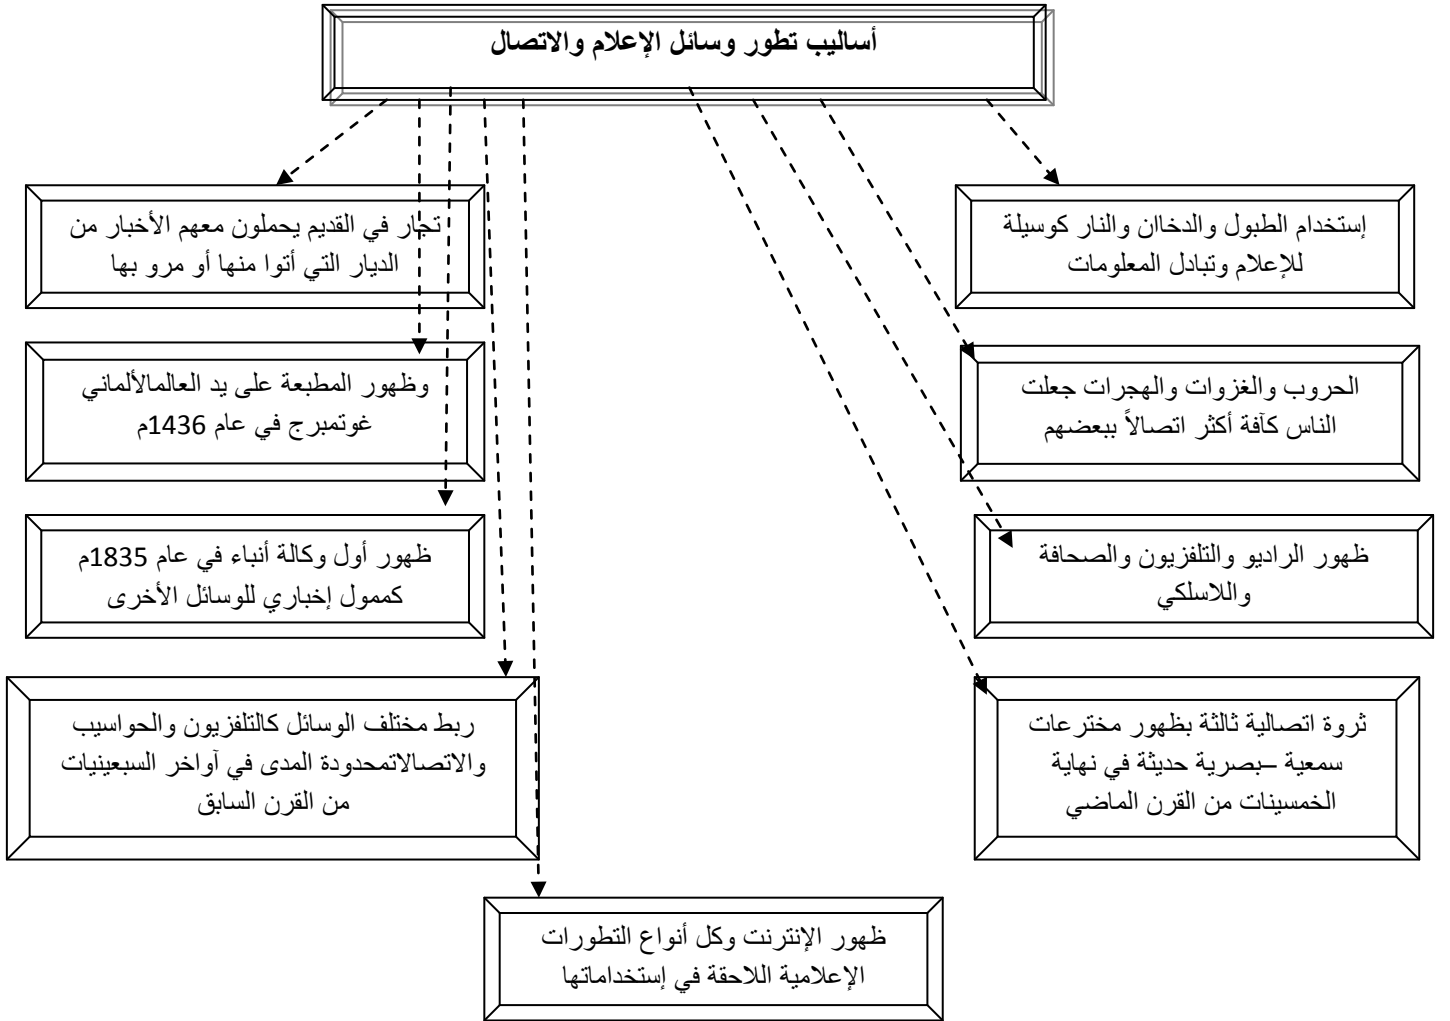 أساليب تطور وسائل الإعلام والاتصال
إستخدام الطبول والدخاان والنار كوسيلة
للإعلام وتبادل المعلومات
تجار في القديم يحملون معهم الأخبار من
الديار التي أتوا منها أو مرو بها
الحروب والغزوات والهجرات جعلت
الناس كآفة أكثر اتصالاً ببعضهم
وظهور المطبعة على يد العالمالألماني
غوتمبرج في عام 1436م
ظهور الراديو والتلفزيون والصحافة
واللاسلكي
ظهور أول وكالة أنباء في عام 1835م
كممول إخباري للوسائل الأخرى
ثروة اتصالية ثالثة بظهور مخترعات
سمعية –بصرية حديثة في نهاية
الخمسينات من القرن الماضي
ربط مختلف الوسائل كالتلفزيون والحواسيب
والاتصالاتمحدودة المدى في آواخر السبعينيات
من القرن السابق
ظهور الإنترنت وكل أنواع التطورات
الإعلامية اللاحقة في إستخداماتها